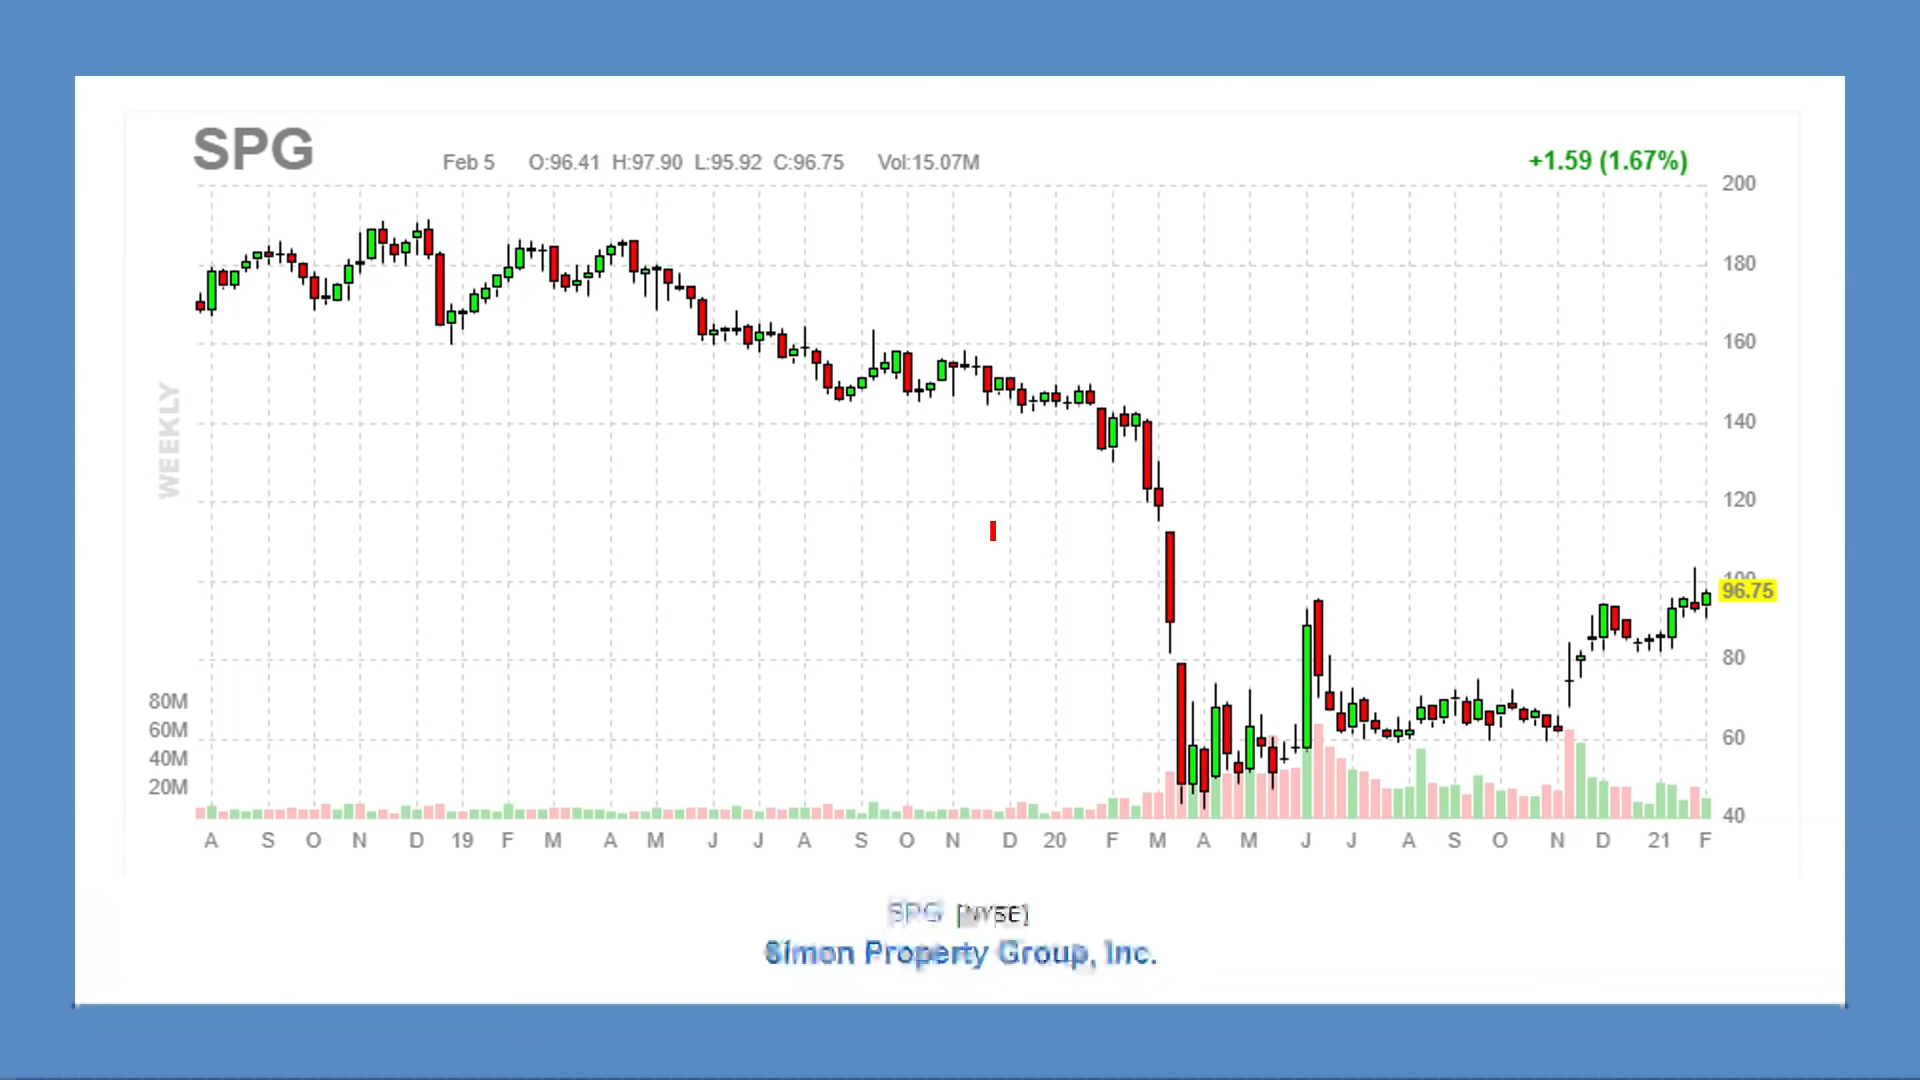 SPG
Feb 5 O:96.41 H:97.90 L:95.92 C:96.75 Vol:15.07M
+1.59 (1.67%)
200
180
160
140
120
100
96.75
80
60
40
WEEKLY
80M
60M
40M
20M
A S O N D 19 F M A M J J A S O N D 20 F M A M J J A S O N D 21 F
SPG [NYSE]
Simon Property Group, Inc.